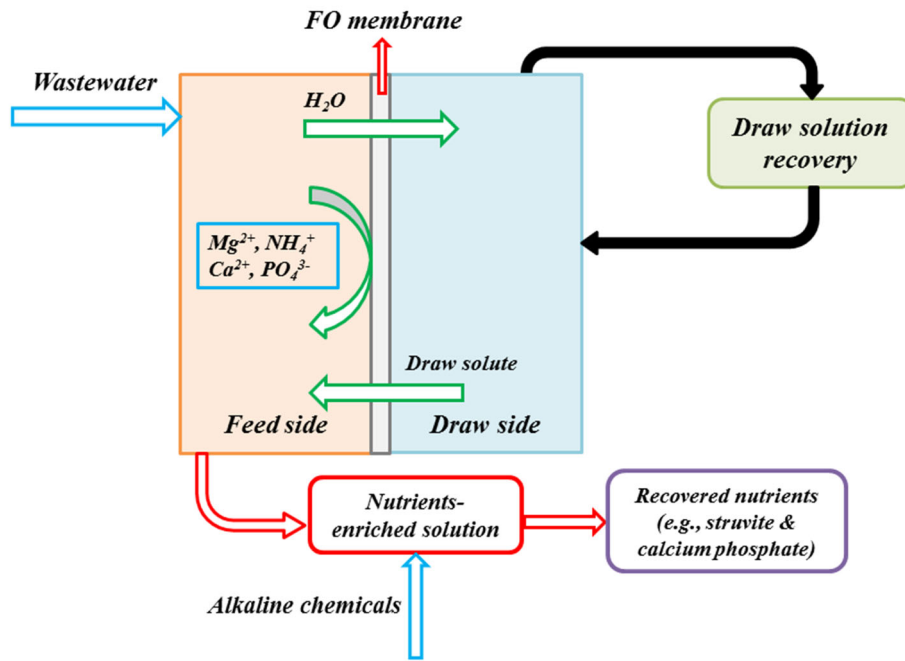 FO membrane
Wastewater
H₂O
Draw solution
recovery
Mg²⁺, NH₄⁺
Ca²⁺, PO₄³⁻
Draw solute
Feed side
Draw side
Nutrients-
enriched solution
Recovered nutrients
(e.g., struvite &
calcium phosphate)
Alkaline chemicals